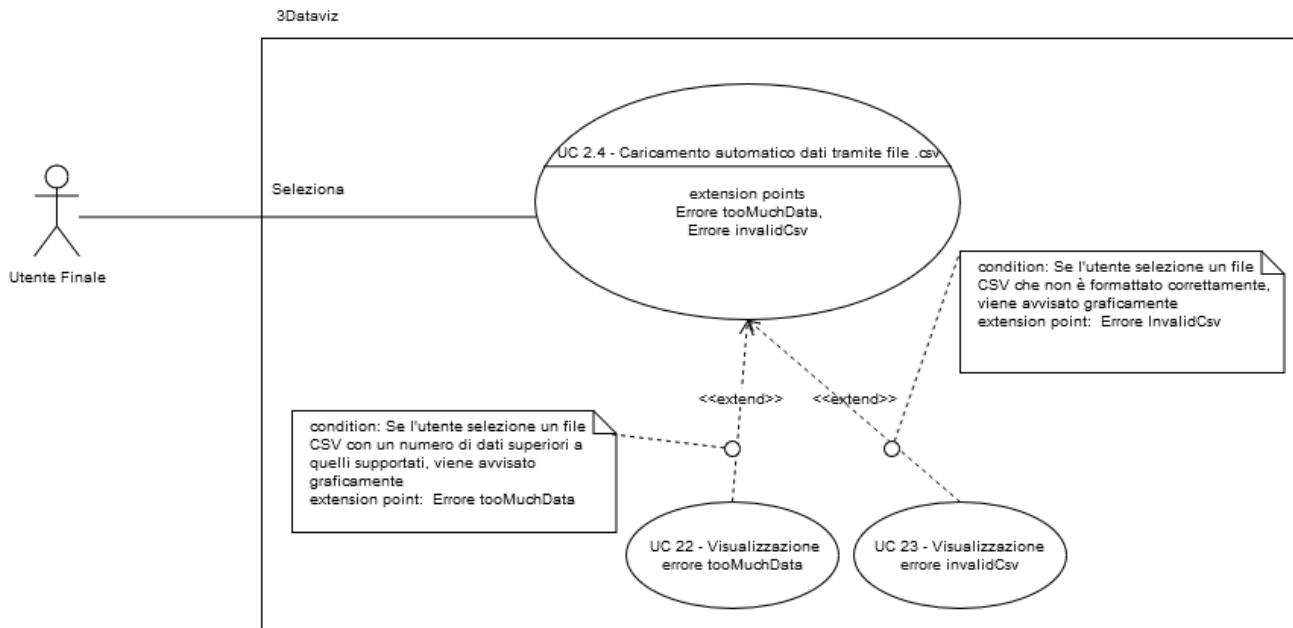 3Dataviz
UC 2.4 - Caricamento automatico dati tramite file .csv
extension points
Errore tooMuchData,
Errore invalidCsv
Seleziona
Utente Finale
condition: Se l'utente selezione un file
CSV che non è formattato correttamente,
viene avvisato graficamente
extension point:  Errore InvalidCsv
<<extend>>
<<extend>>
condition: Se l'utente selezione un file
CSV con un numero di dati superiori a
quelli supportati, viene avvisato
graficamente
extension point:  Errore tooMuchData
UC 22 - Visualizzazione
errore tooMuchData
UC 23 - Visualizzazione
errore invalidCsv